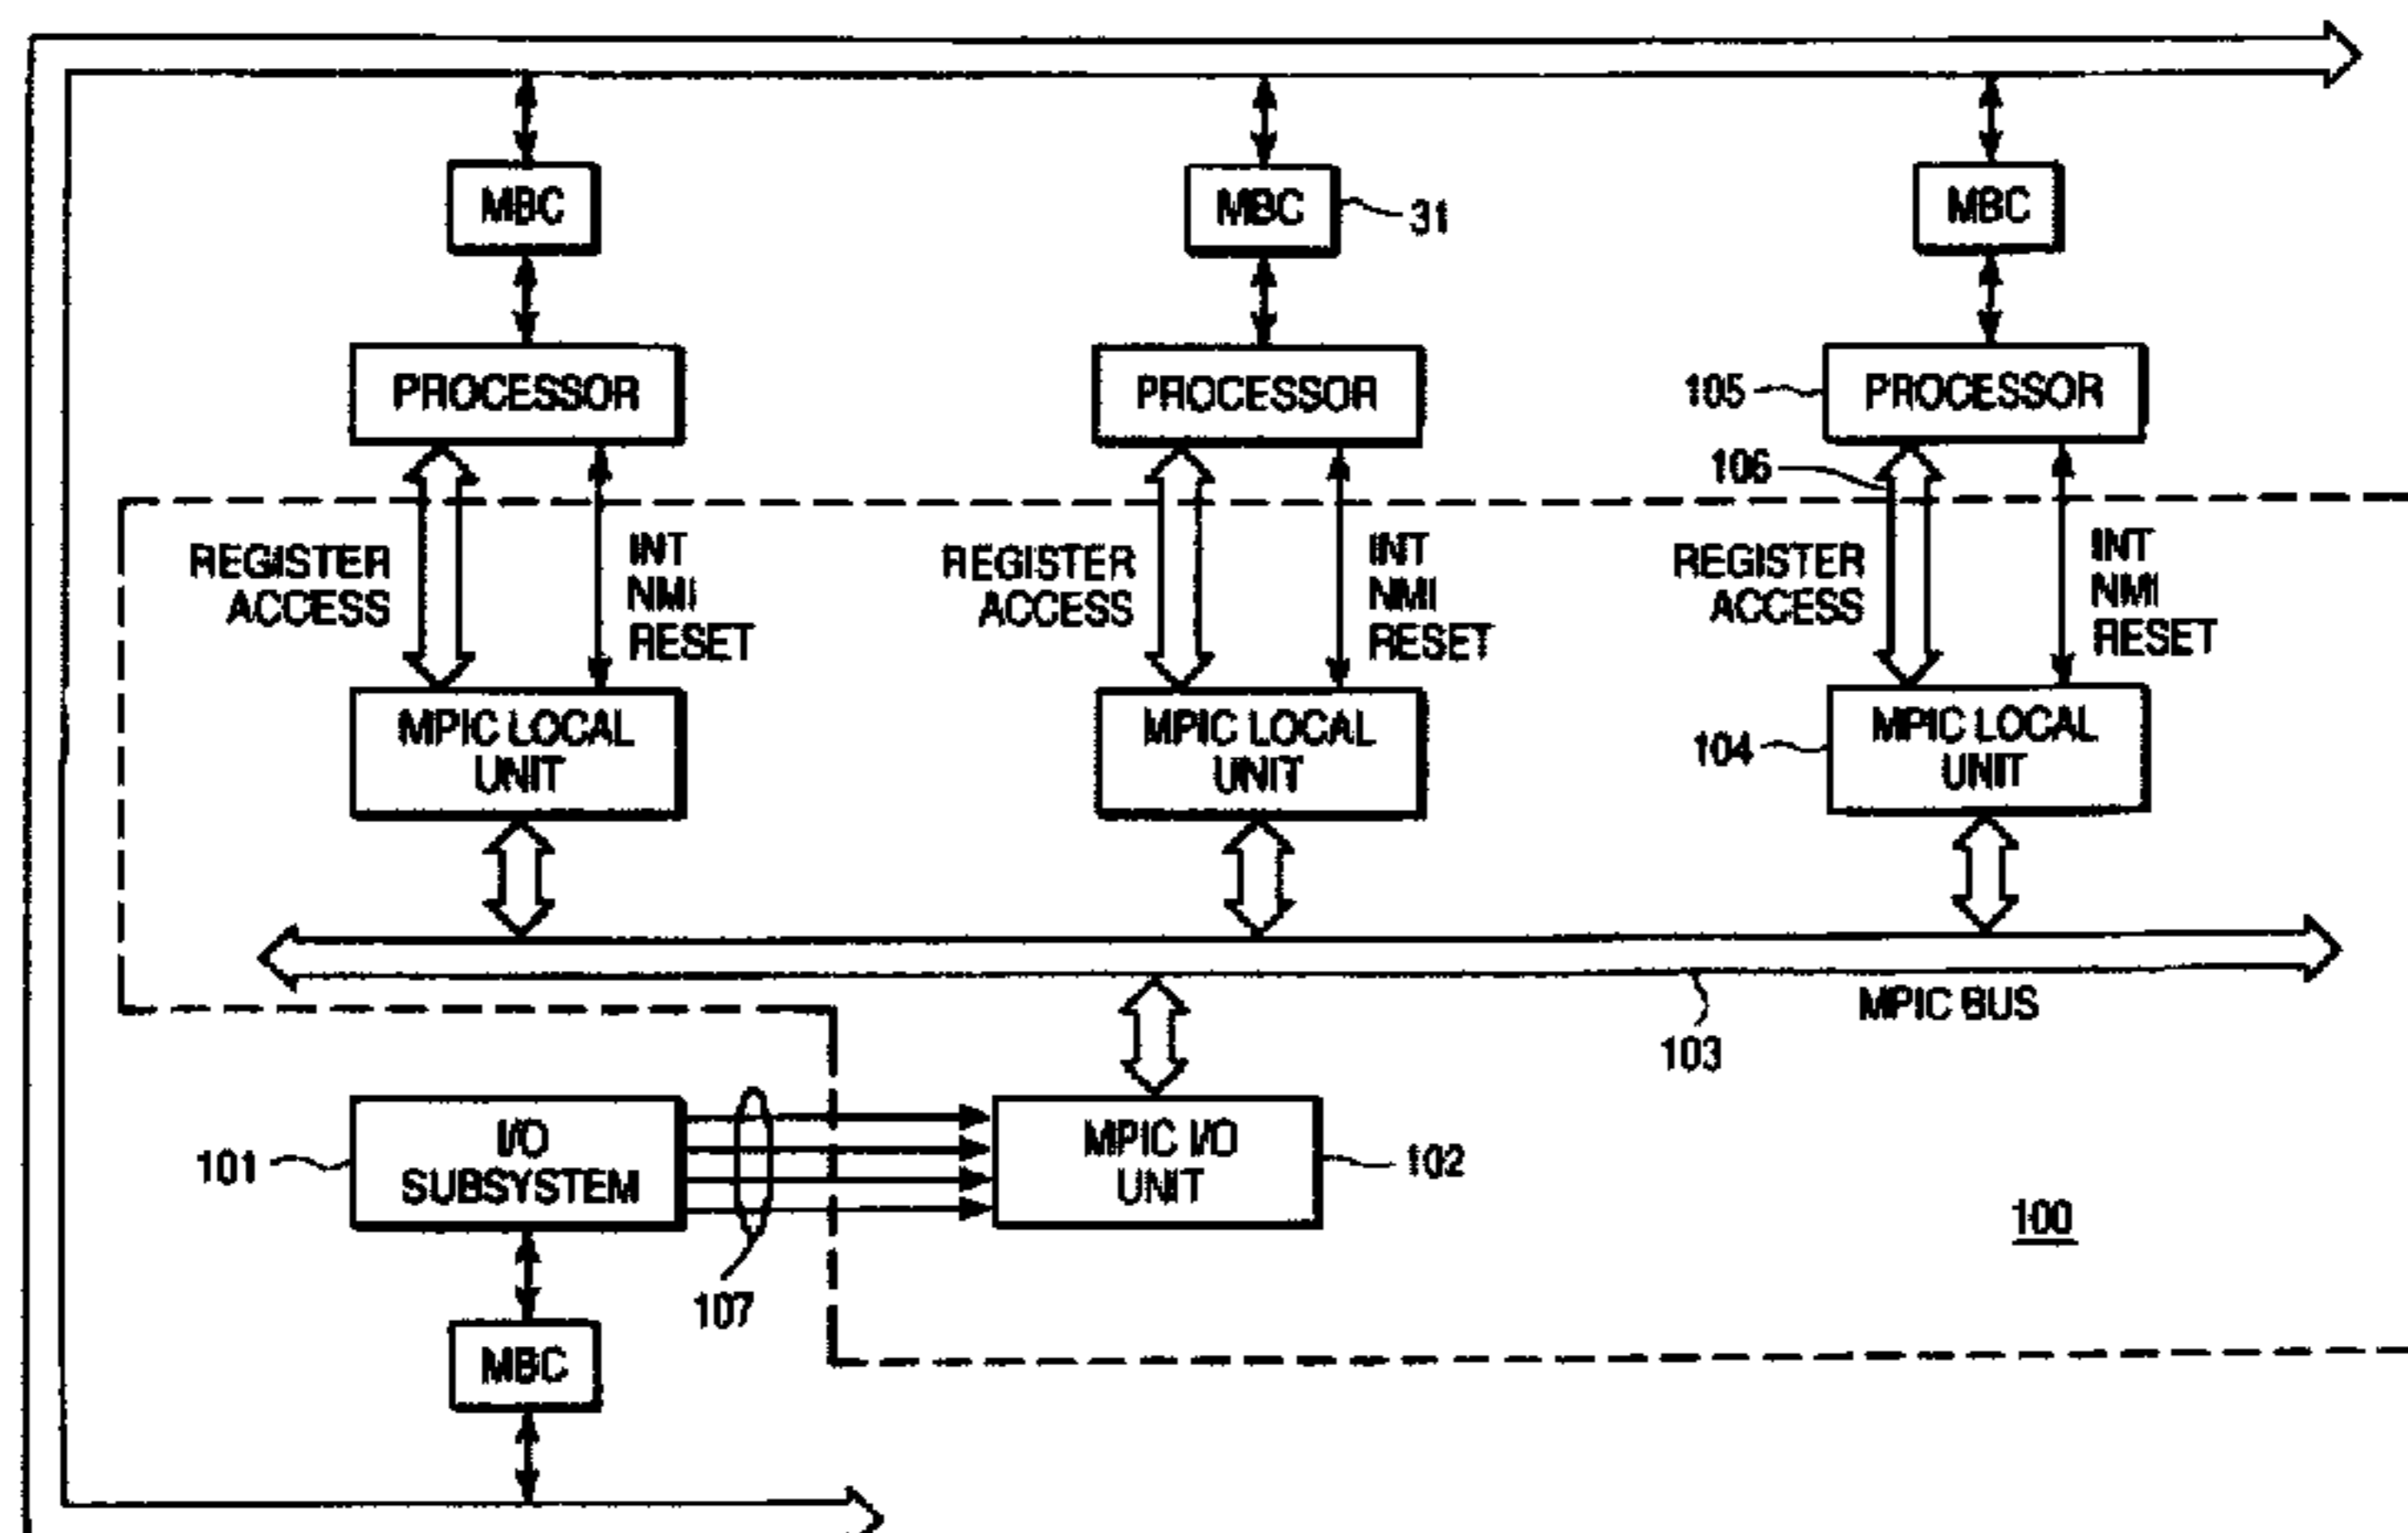 MBC
MBC
31
MBC
PROCESSOR
PROCESSOR
105
PROCESSOR
106
REGISTER
ACCESS
INT
NMI
RESET
REGISTER
ACCESS
INT
NMI
RESET
REGISTER
ACCESS
INT
NMI
RESET
MPIC LOCAL
UNIT
MPIC LOCAL
UNIT
104
MPIC LOCAL
UNIT
MPIC BUS
103
101
I/O
SUBSYSTEM
MPIC I/O
UNIT
102
100
107
MBC